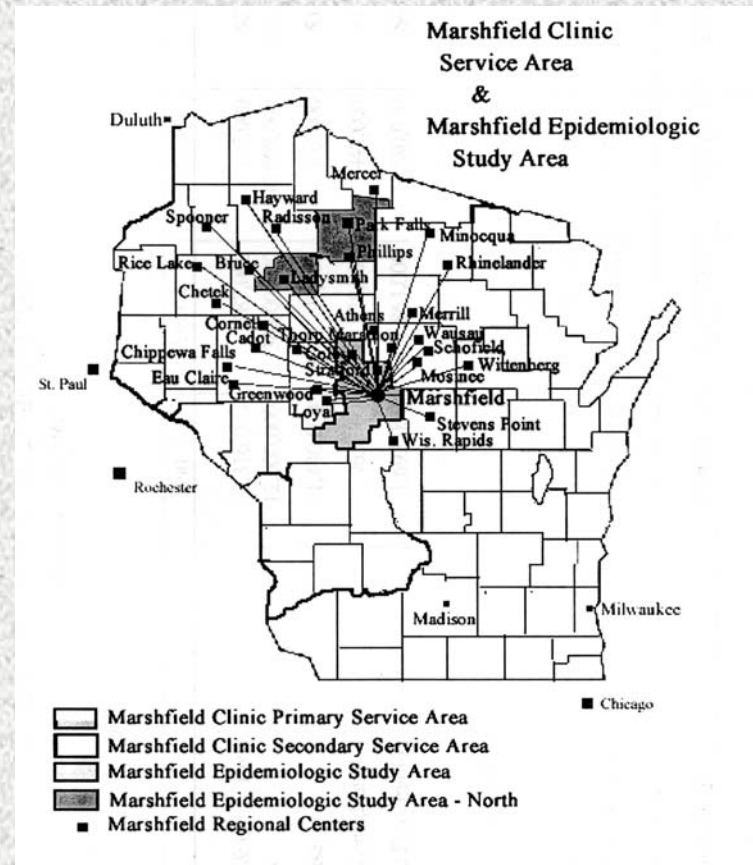 Marshfield Clinic
Service Area
&
Marshfield Epidemiologic
Study Area
Duluth
Mercer
Hayward
Spooner
Radisson
Park Falls
Minocqua
Phillips
Rice Lake
Bruce
Rhinelander
Ladysmith
Chetek
Merrill
Athens
Cornell
Thorp
Marathon
Wausau
Cadot
Colby
Schofield
Chippewa Falls
Stratford
Wittenberg
St. Paul
Eau Claire
Mosinee
Greenwood
Marshfield
Loyal
Stevens Point
Wis. Rapids
Rochester
Madison
Milwaukee
Chicago
Marshfield Clinic Primary Service Area
Marshfield Clinic Secondary Service Area
Marshfield Epidemiologic Study Area
Marshfield Epidemiologic Study Area - North
Marshfield Regional Centers